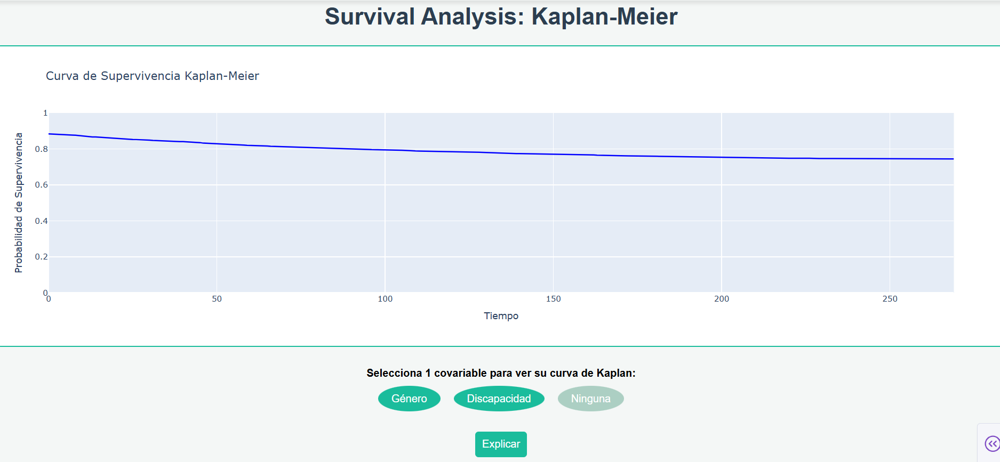 Survival Analysis: Kaplan-Meier
Curva de Supervivencia Kaplan-Meier
Probabilidad de Supervivencia
1
0.8
0.6
0.4
0.2
0
0 50 100 150 200 250
Tiempo
Selecciona 1 covariable para ver su curva de Kaplan:
Género Discapacidad Ninguna
Explicar